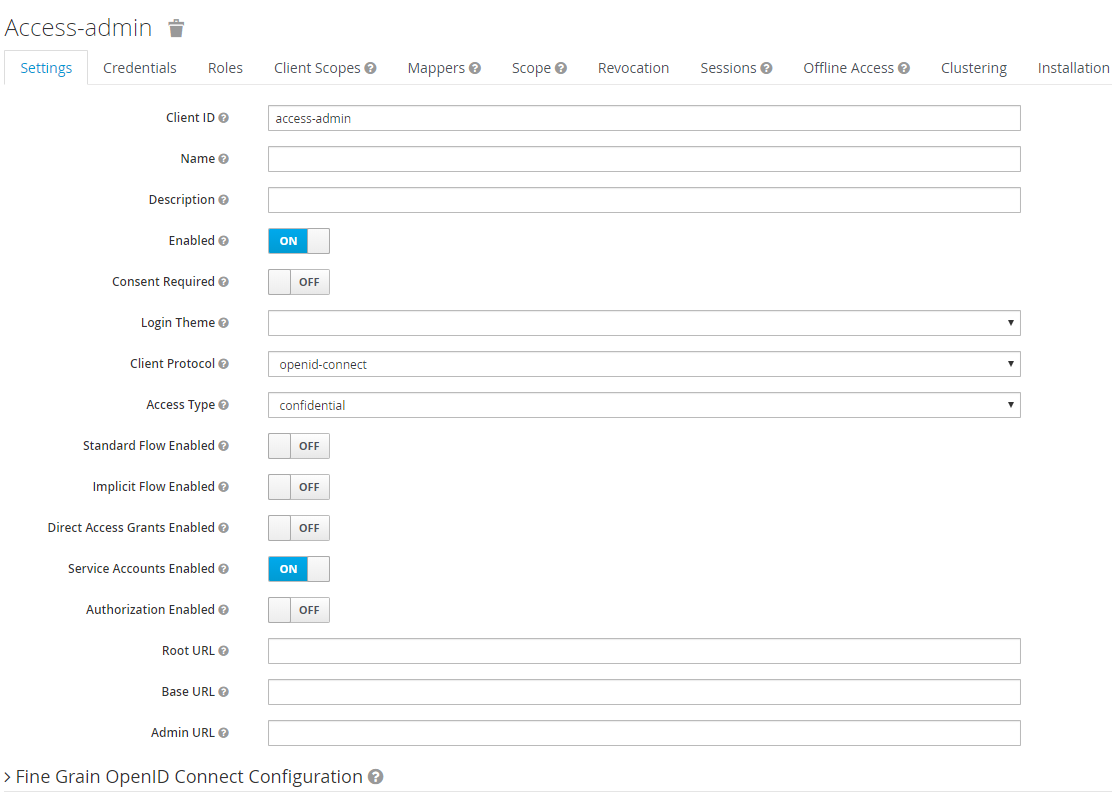 Access-admin
Settings Credentials Roles Client Scopes Mappers Scope Revocation Sessions Offline Access Clustering Installation
Client ID access-admin
Name
Description
Enabled ON
Consent Required OFF
Login Theme
Client Protocol openid-connect
Access Type confidential
Standard Flow Enabled OFF
Implicit Flow Enabled OFF
Direct Access Grants Enabled OFF
Service Accounts Enabled ON
Authorization Enabled OFF
Root URL
Base URL
Admin URL
Fine Grain OpenID Connect Configuration